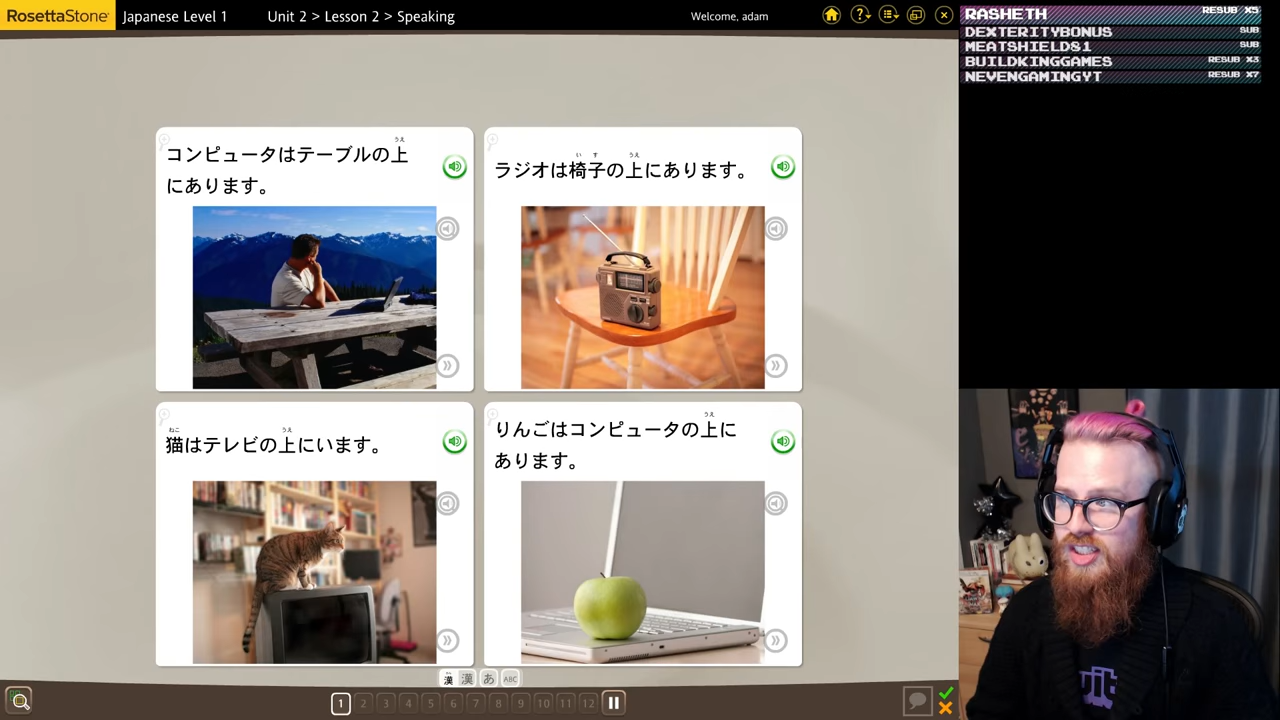 RosettaStone
Japanese Level 1
Unit 2 > Lesson 2 > Speaking
Welcome, adam
RASHETH RESUB X5
DEXTERITYBONUS SUB
MEATSHIELD81 SUB
BUILDKINGGAMES RESUB X3
NEVENGAMINGYT RESUB X7
うえ
コンピュータはテーブルの上
にあります。
い す うえ
ラジオは椅子の上にあります。
ねこ うえ
猫はテレビの上にいます。
うえ
りんごはコンピュータの上に
あります。
漢 漢 あ ABC
1 2 3 4 5 6 7 8 9 10 11 12